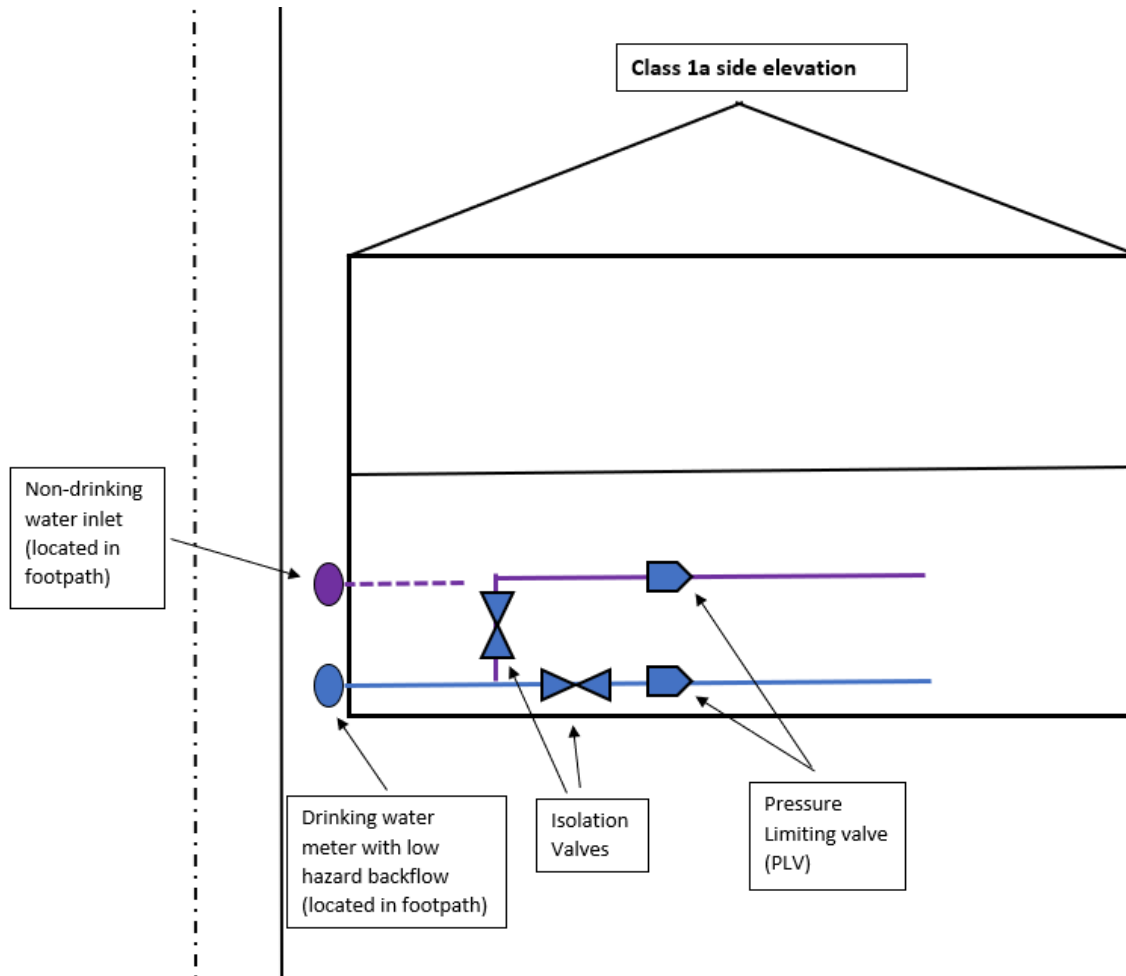 Class 1a side elevation
Non-drinking
water inlet
(located in
footpath)
Drinking water
meter with low
hazard backflow
(located in footpath)
Isolation
Valves
Pressure
Limiting valve
(PLV)